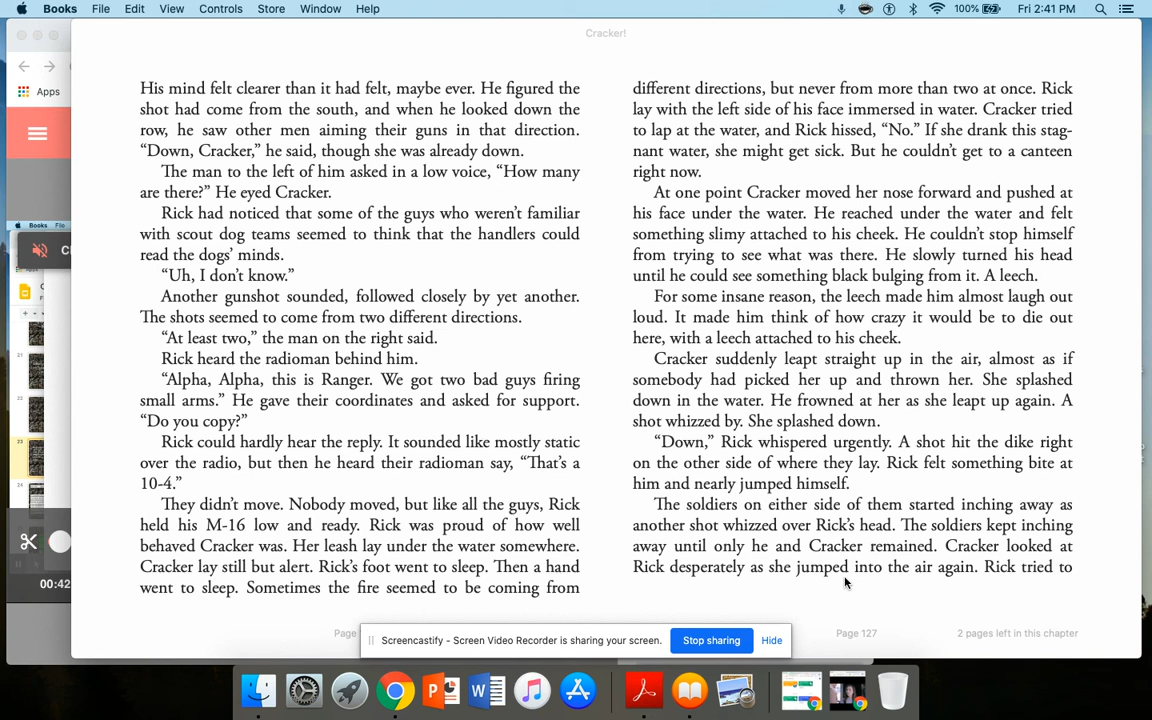 Books File Edit View Controls Store Window Help 100% Fri 2:41 PM
Cracker!
Apps
Books File
Cl
21
22
23
24
00:42
His mind felt clearer than it had felt, maybe ever. He figured the
shot had come from the south, and when he looked down the
row, he saw other men aiming their guns in that direction.
“Down, Cracker,” he said, though she was already down.
The man to the left of him asked in a low voice, “How many
are there?” He eyed Cracker.
Rick had noticed that some of the guys who weren’t familiar
with scout dog teams seemed to think that the handlers could
read the dogs’ minds.
“Uh, I don’t know.”
Another gunshot sounded, followed closely by yet another.
The shots seemed to come from two different directions.
“At least two,” the man on the right said.
Rick heard the radioman behind him.
“Alpha, Alpha, this is Ranger. We got two bad guys firing
small arms.” He gave their coordinates and asked for support.
“Do you copy?”
Rick could hardly hear the reply. It sounded like mostly static
over the radio, but then he heard their radioman say, “That’s a
10-4.”
They didn’t move. Nobody moved, but like all the guys, Rick
held his M-16 low and ready. Rick was proud of how well
behaved Cracker was. Her leash lay under the water somewhere.
Cracker lay still but alert. Rick’s foot went to sleep. Then a hand
went to sleep. Sometimes the fire seemed to be coming from
different directions, but never from more than two at once. Rick
lay with the left side of his face immersed in water. Cracker tried
to lap at the water, and Rick hissed, “No.” If she drank this stag-
nant water, she might get sick. But he couldn’t get to a canteen
right now.
At one point Cracker moved her nose forward and pushed at
his face under the water. He reached under the water and felt
something slimy attached to his cheek. He couldn’t stop himself
from trying to see what was there. He slowly turned his head
until he could see something black bulging from it. A leech.
For some insane reason, the leech made him almost laugh out
loud. It made him think of how crazy it would be to die out
here, with a leech attached to his cheek.
Cracker suddenly leapt straight up in the air, almost as if
somebody had picked her up and thrown her. She splashed
down in the water. He frowned at her as she leapt up again. A
shot whizzed by. She splashed down.
“Down,” Rick whispered urgently. A shot hit the dike right
on the other side of where they lay. Rick felt something bite at
him and nearly jumped himself.
The soldiers on either side of them started inching away as
another shot whizzed over Rick’s head. The soldiers kept inching
away until only he and Cracker remained. Cracker looked at
Rick desperately as she jumped into the air again. Rick tried to
Page
Page 127
2 pages left in this chapter
Screencastify - Screen Video Recorder is sharing your screen. Stop sharing Hide